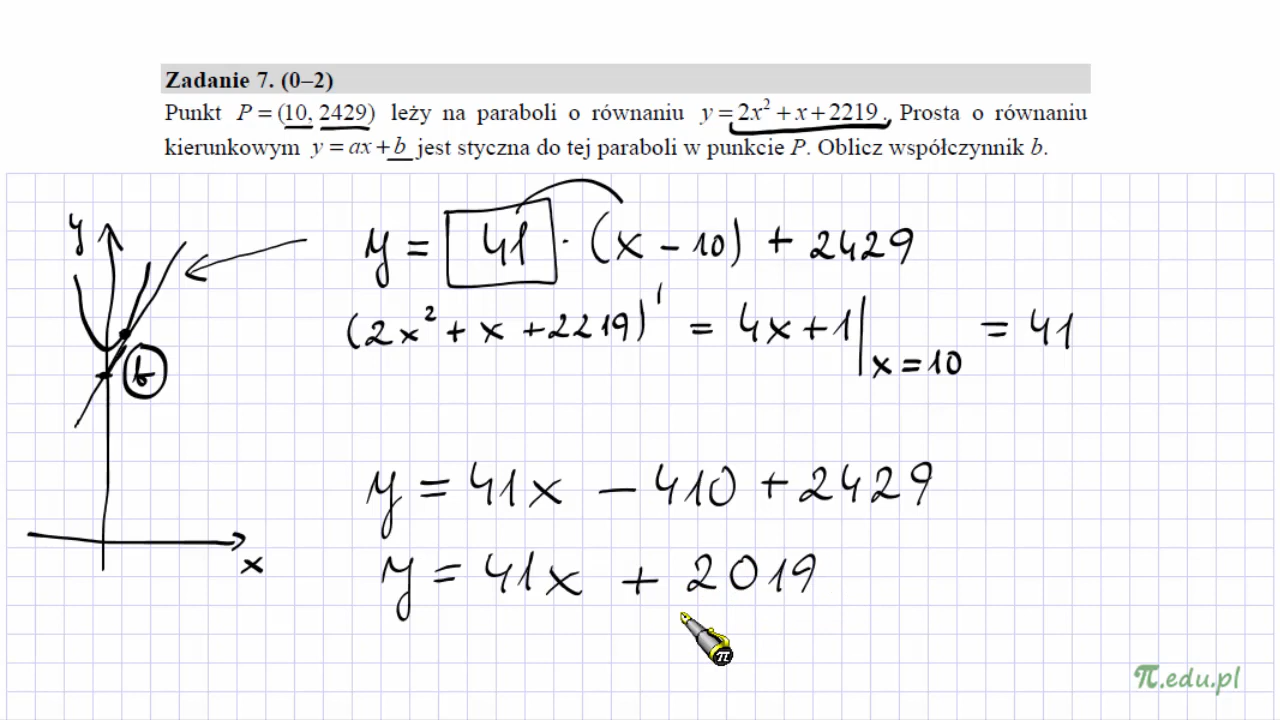 Zadanie 7. (0–2)
Punkt P = (10, 2429) leży na paraboli o równaniu y = 2x² + x + 2219. Prosta o równaniu
kierunkowym y = ax + b jest styczna do tej paraboli w punkcie P. Oblicz współczynnik b.
y
y = 41 · (x − 10) + 2429
(2x² + x + 2219)' = 4x + 1 | x = 10 = 41
b
y = 41x − 410 + 2429
x
y = 41x + 2019
π
π.edu.pl